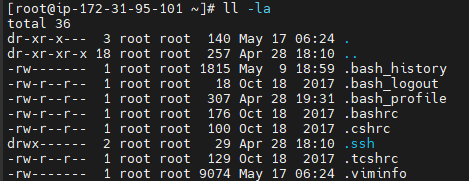 [root@ip-172-31-95-101 ~]# ll -la
total 36
dr-xr-x---  3 root root  140 May 17 06:24 .
dr-xr-xr-x 18 root root  257 Apr 28 18:10 ..
-rw-------  1 root root 1815 May  9 18:59 .bash_history
-rw-r--r--  1 root root   18 Oct 18  2017 .bash_logout
-rw-r--r--  1 root root  307 Apr 28 19:31 .bash_profile
-rw-r--r--  1 root root  176 Oct 18  2017 .bashrc
-rw-r--r--  1 root root  100 Oct 18  2017 .cshrc
drwx------  2 root root   29 Apr 28 18:10 .ssh
-rw-r--r--  1 root root  129 Oct 18  2017 .tcshrc
-rw-------  1 root root 9074 May 17 06:24 .viminfo